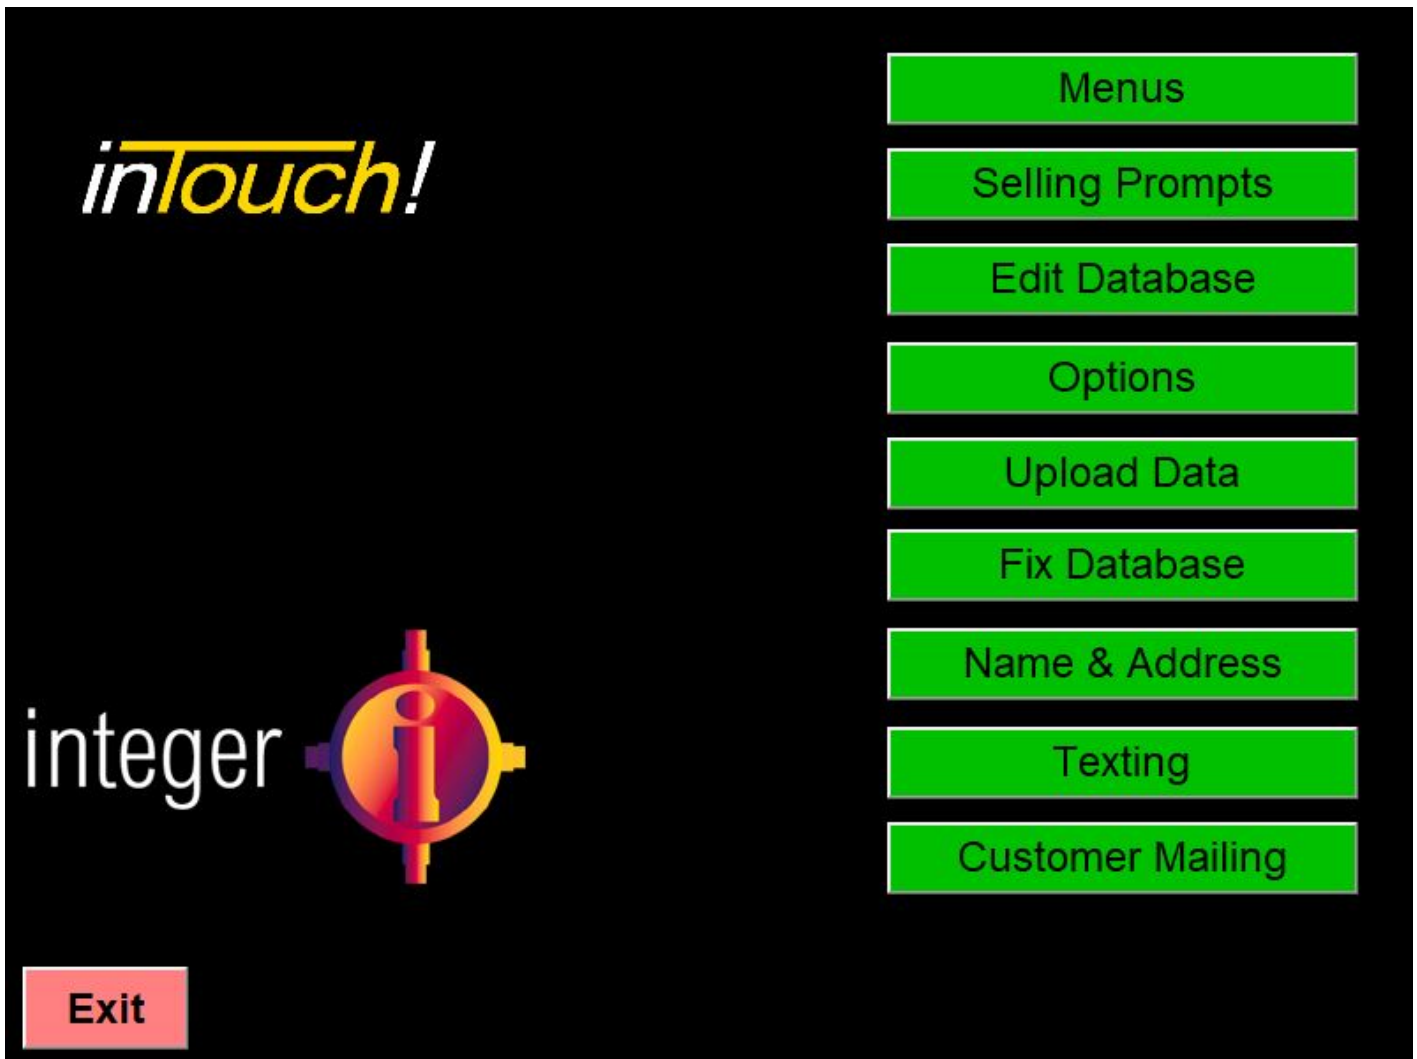 inTouch!
Menus
Selling Prompts
Edit Database
Options
Upload Data
Fix Database
Name & Address
Texting
Customer Mailing
integer i
Exit